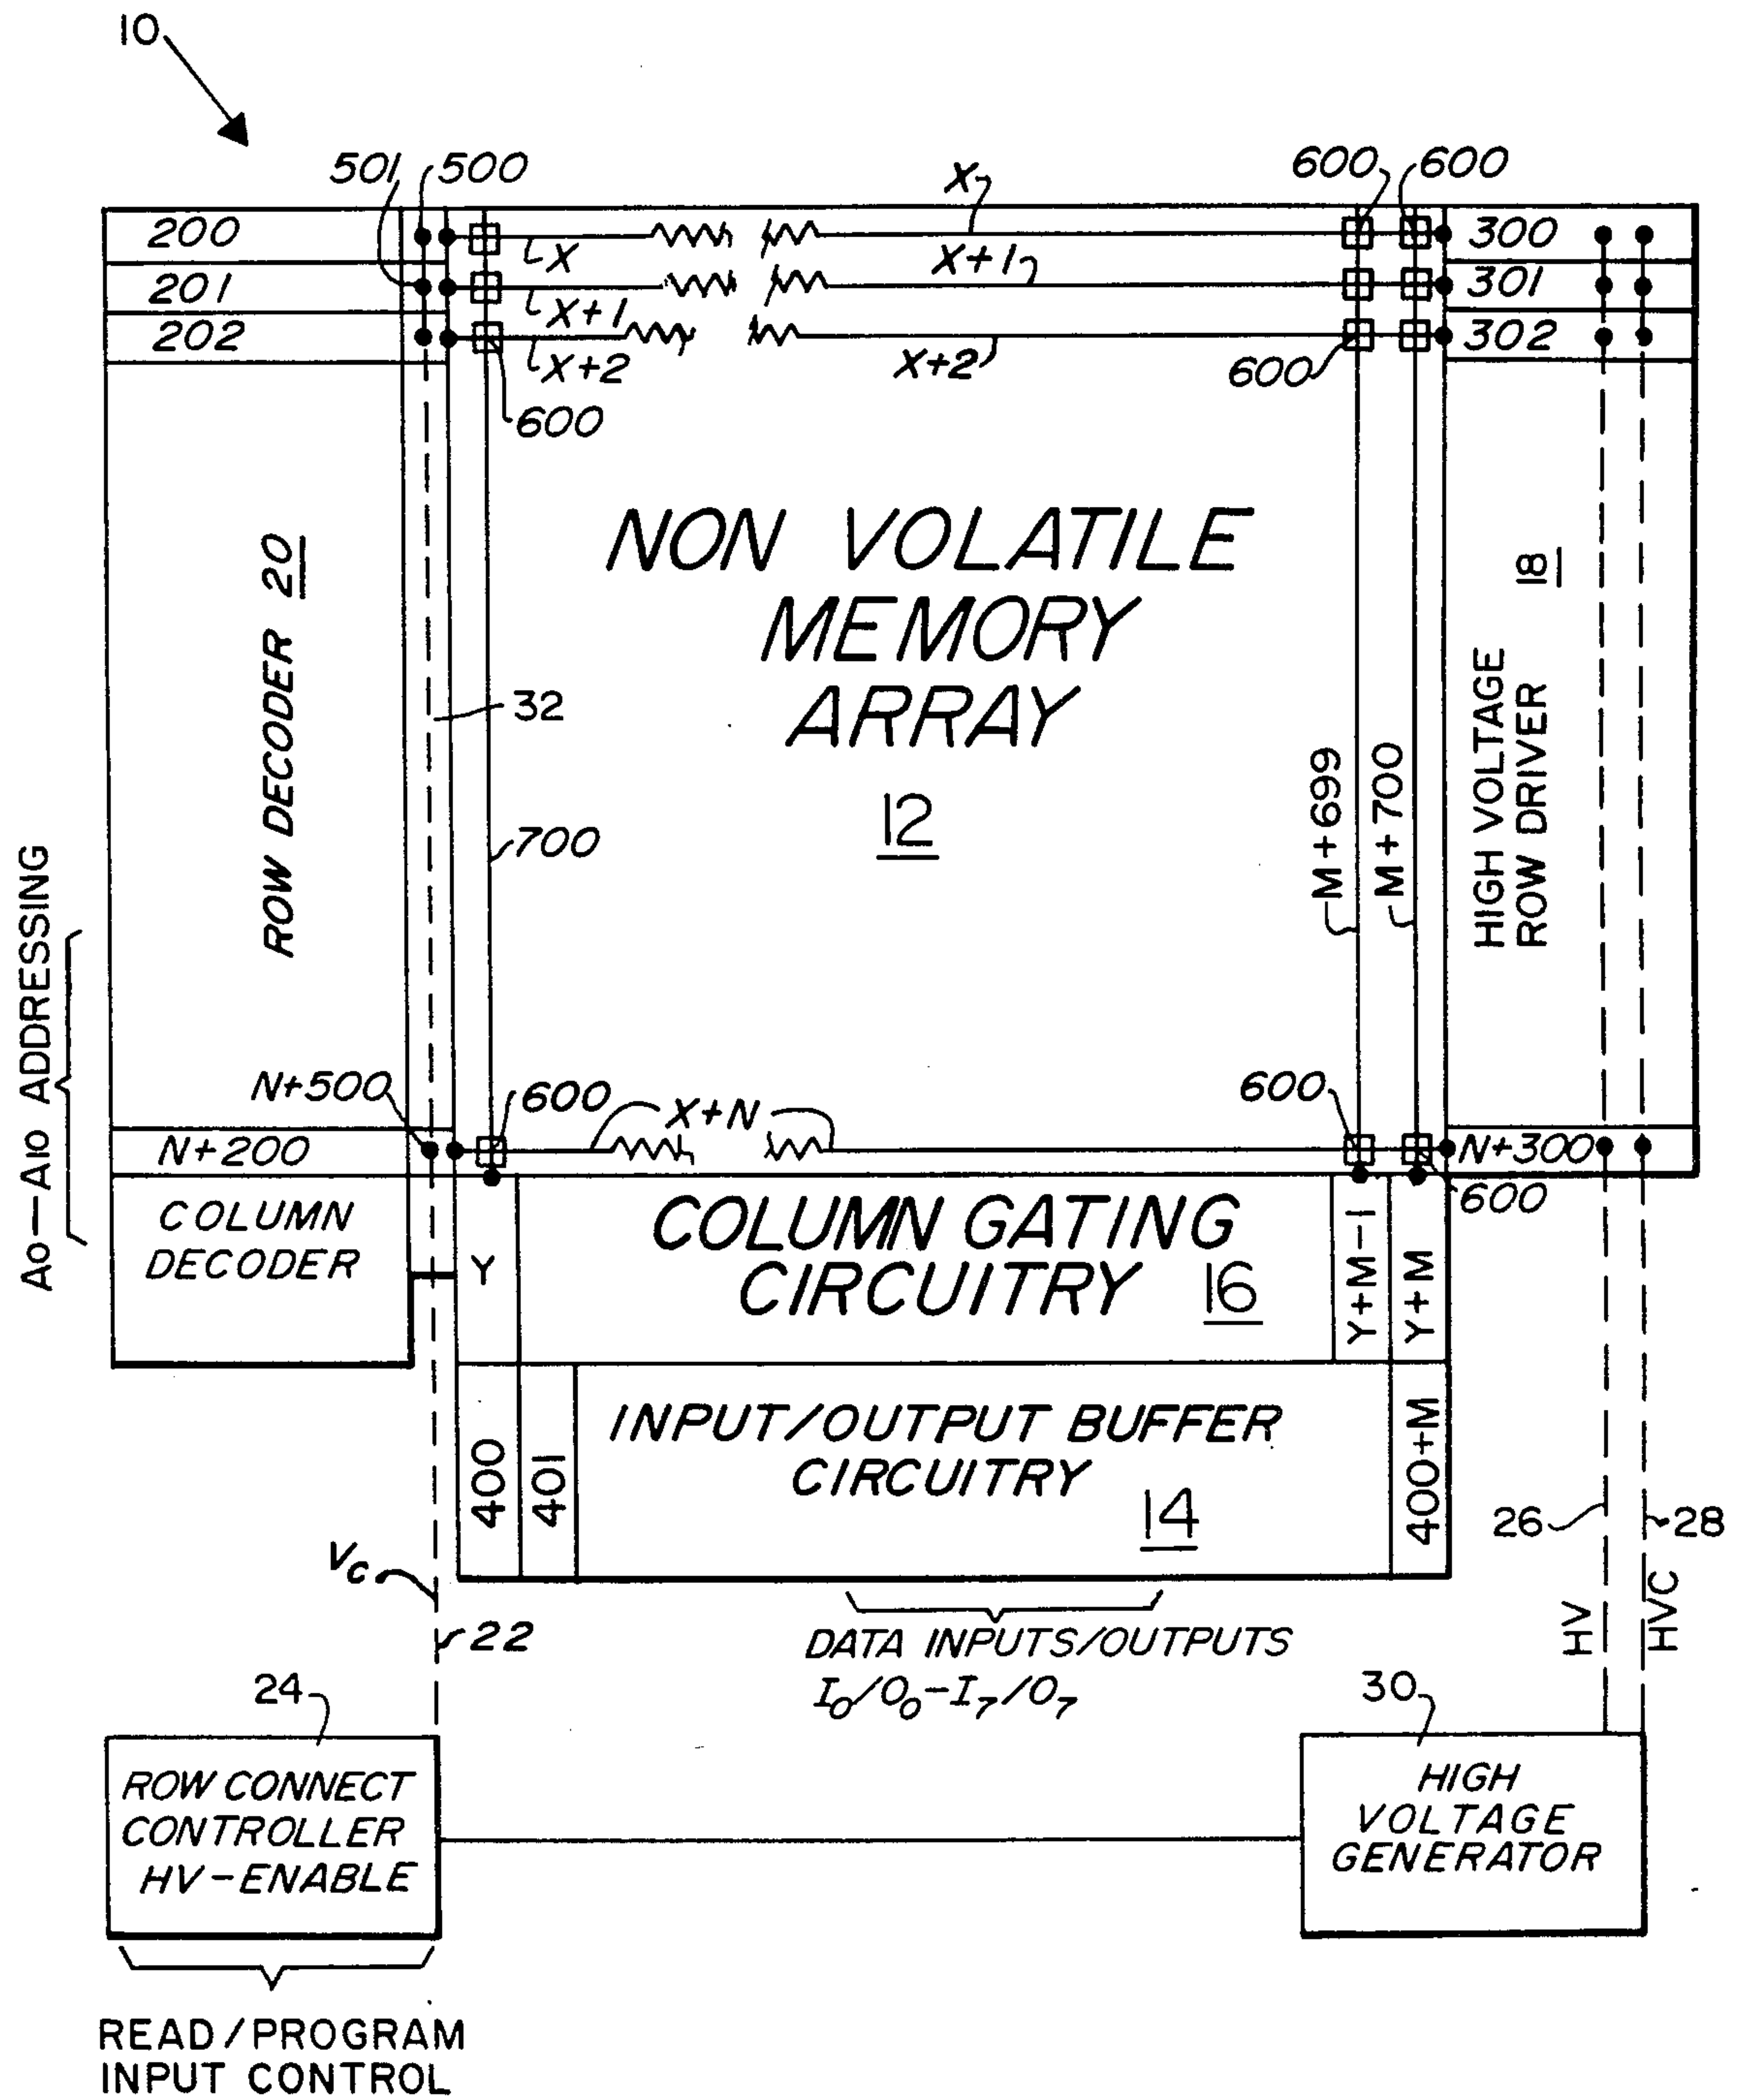 10
501
500
X
600
600
200
X
X+1
300
201
X+1
301
202
X+2
X+2
302
600
600
NON VOLATILE
MEMORY
ARRAY
12
ROW DECODER 20
32
700
M+699
M+700
HIGH VOLTAGE
ROW DRIVER
18
A0—A10 ADDRESSING
N+500
600
X+N
600
N+200
N+300
600
COLUMN
DECODER
Y
COLUMN GATING
CIRCUITRY 16
Y+M-1
Y+M
400
401
INPUT/OUTPUT BUFFER
CIRCUITRY
14
400+M
26
28
Vc
22
HV
HVC
DATA INPUTS/OUTPUTS
I0/O0-I7/O7
24
30
ROW CONNECT
CONTROLLER
HV-ENABLE
HIGH
VOLTAGE
GENERATOR
READ/PROGRAM
INPUT CONTROL